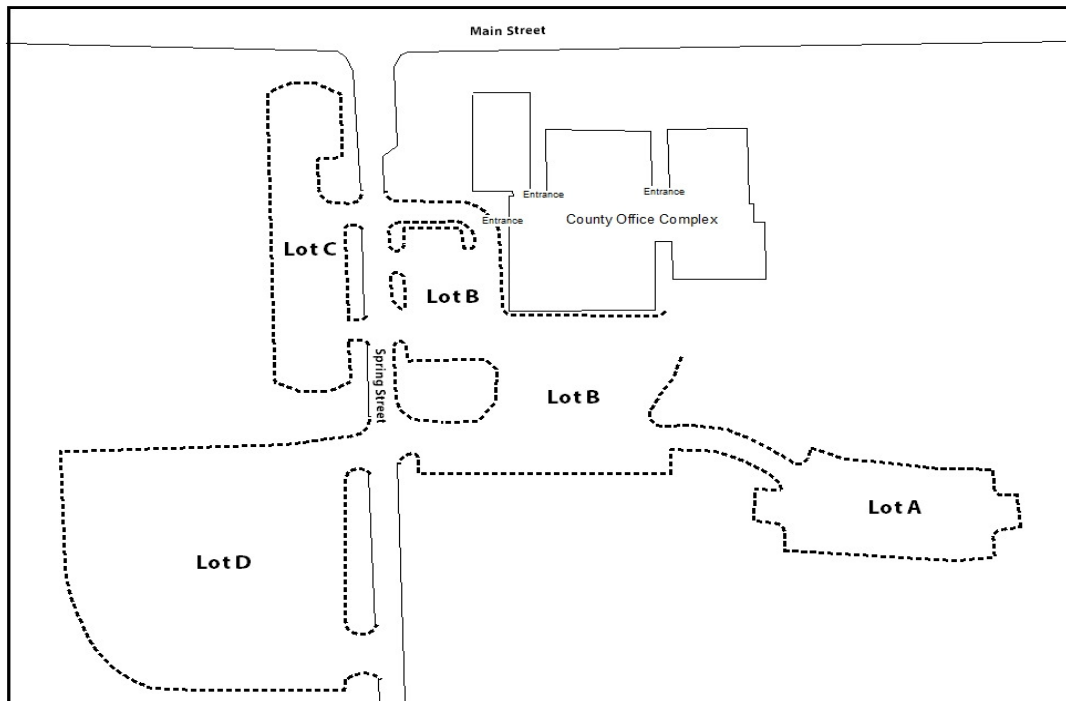 Main Street
Entrance
Entrance
Entrance
County Office Complex
Lot C
Lot B
Spring Street
Lot B
Lot A
Lot D